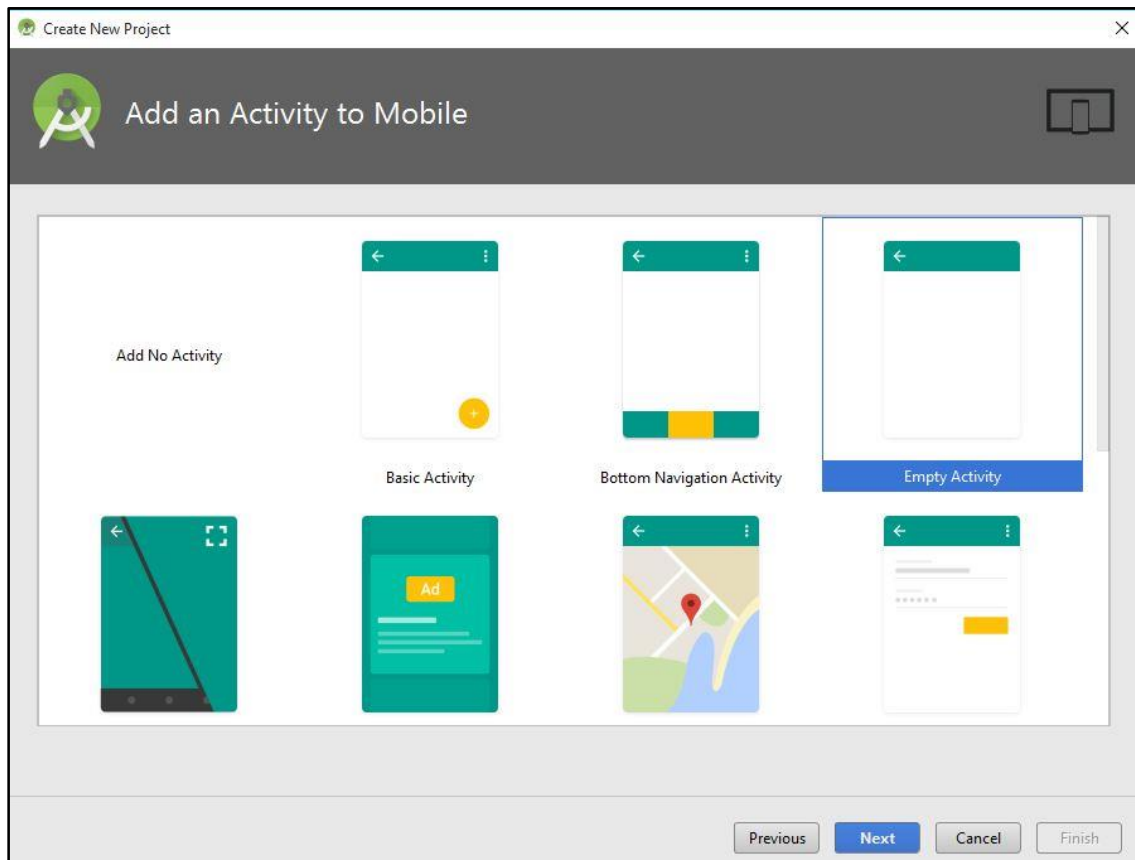 Create New Project
Add an Activity to Mobile
Add No Activity
Basic Activity
Bottom Navigation Activity
Empty Activity
Ad
Previous
Next
Cancel
Finish